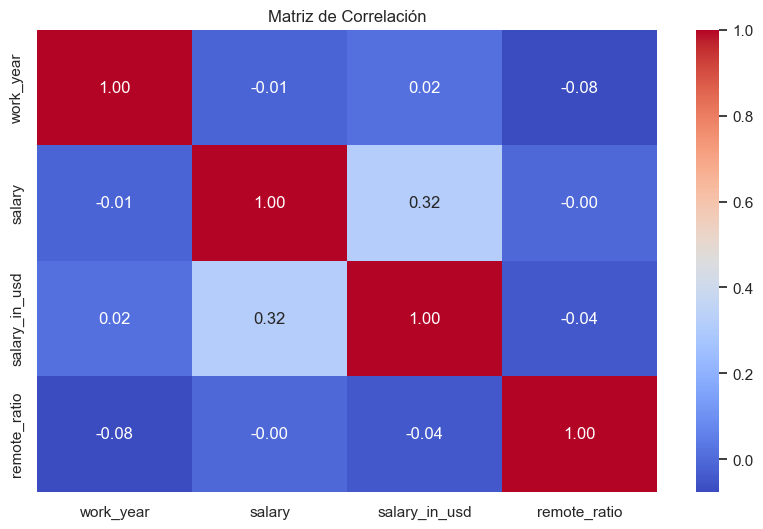 Matriz de Correlación
work_year
1.00
-0.01
0.02
-0.08
salary
-0.01
1.00
0.32
-0.00
salary_in_usd
0.02
0.32
1.00
-0.04
remote_ratio
-0.08
-0.00
-0.04
1.00
work_year
salary
salary_in_usd
remote_ratio
1.0
0.8
0.6
0.4
0.2
0.0